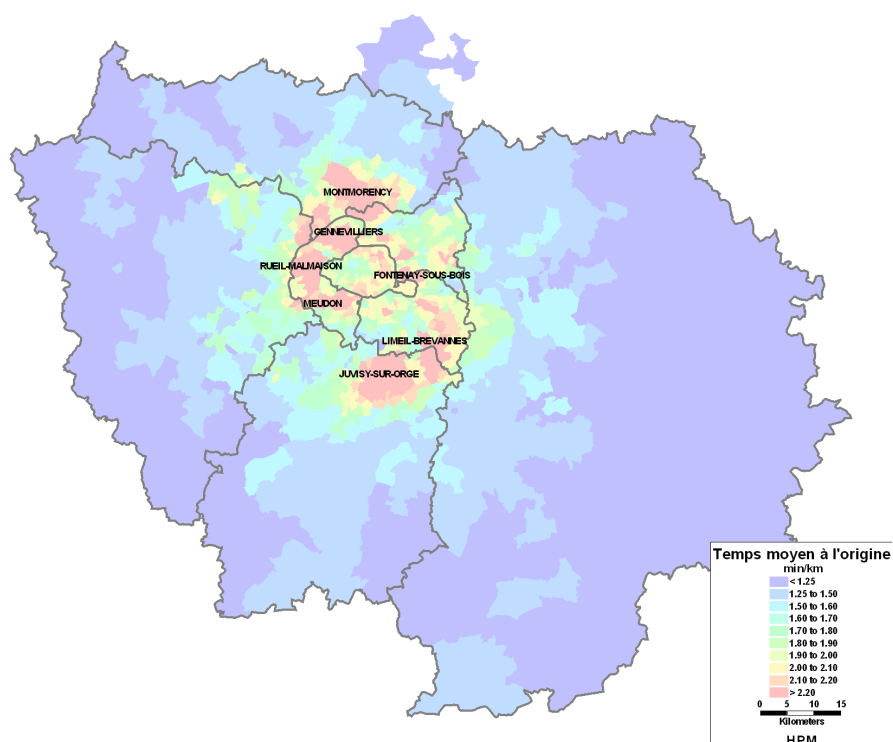 MONTMORENCY
GENNEVILLIERS
RUEIL-MALMAISON
FONTENAY-SOUS-BOIS
MEUDON
LIMEIL-BREVANNES
JUVISY-SUR-ORGE
Temps moyen à l'origine
min/km
< 1.25
1.25 to 1.50
1.50 to 1.60
1.60 to 1.70
1.70 to 1.80
1.80 to 1.90
1.90 to 2.00
2.00 to 2.10
2.10 to 2.20
> 2.20
0 5 10 15
Kilometers
HPM